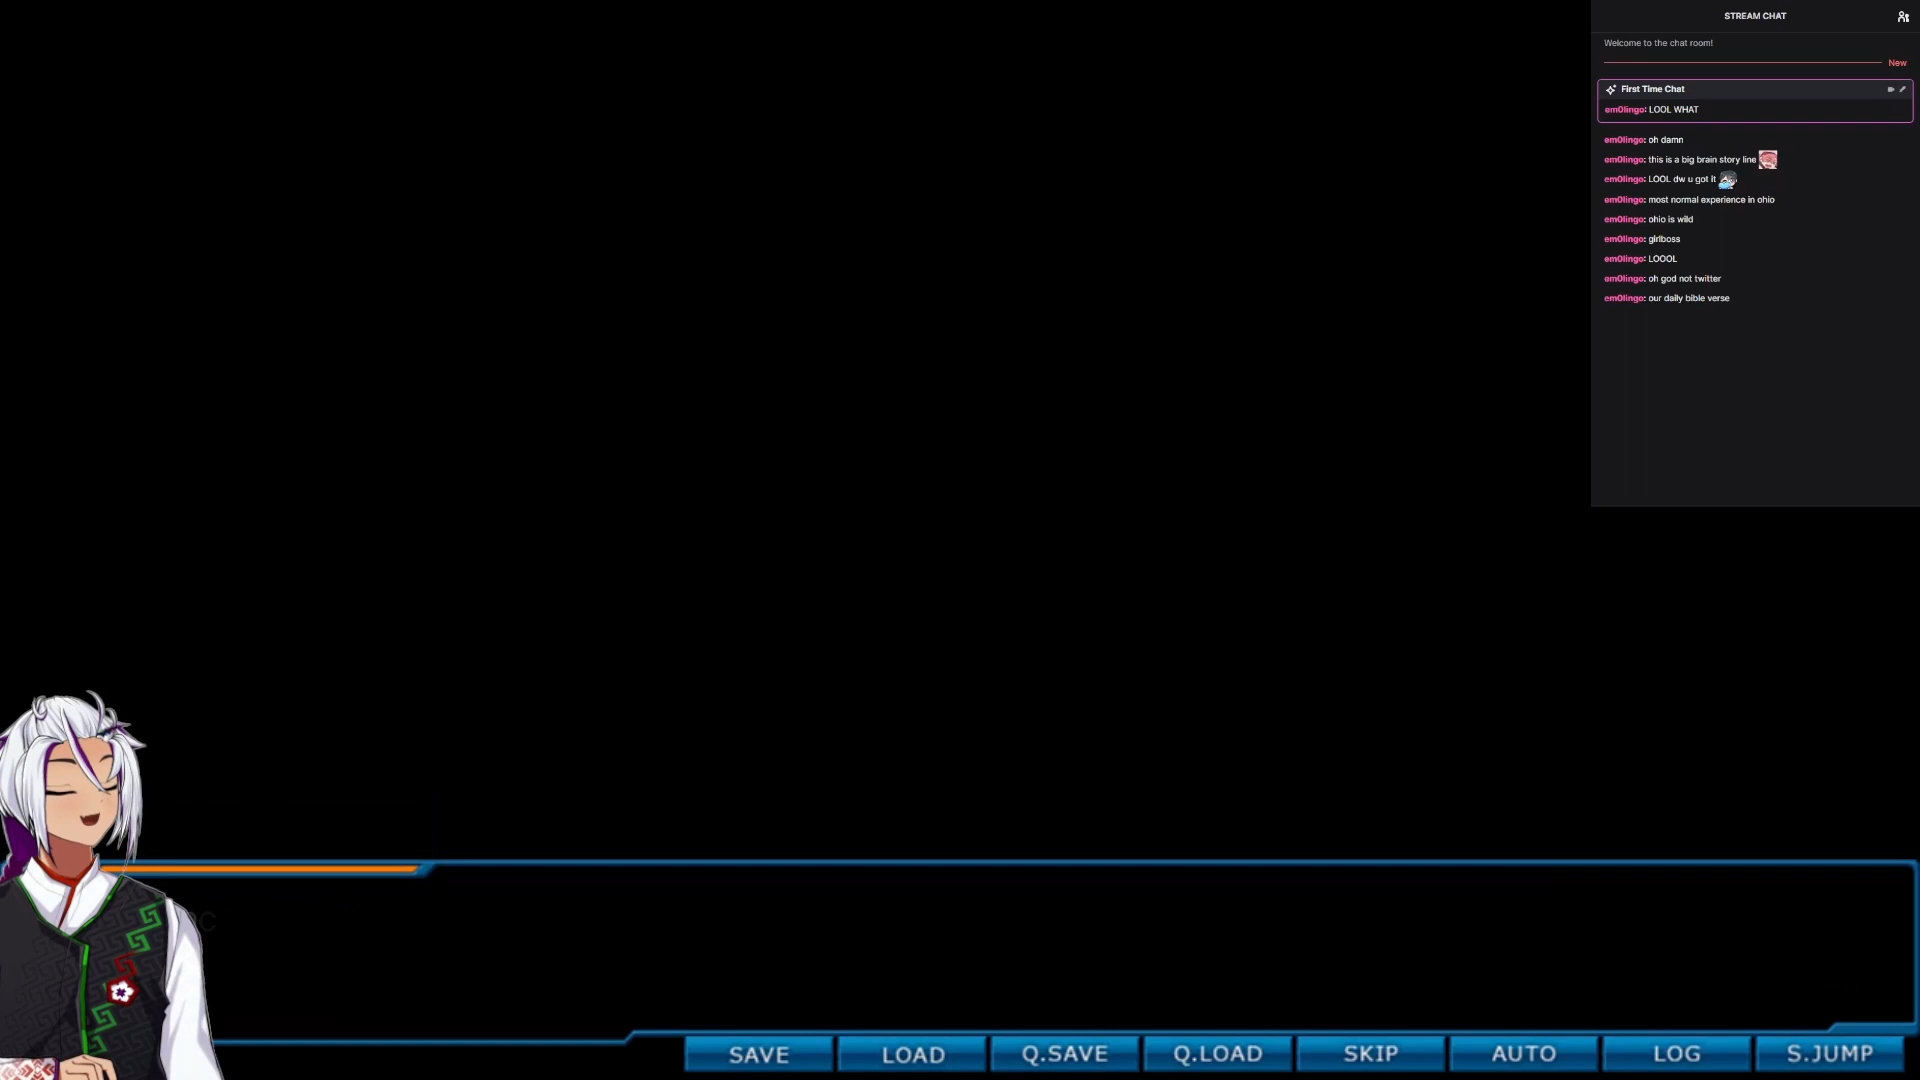 STREAM CHAT
Welcome to the chat room!
New
First Time Chat
em0lingo: LOOL WHAT
em0lingo: oh damn
em0lingo: this is a big brain story line
em0lingo: LOOL dw u got it
em0lingo: most normal experience in ohio
em0lingo: ohio is wild
em0lingo: girlboss
em0lingo: LOOOL
em0lingo: oh god not twitter
em0lingo: our daily bible verse
SAVE
LOAD
Q.SAVE
Q.LOAD
SKIP
AUTO
LOG
S.JUMP